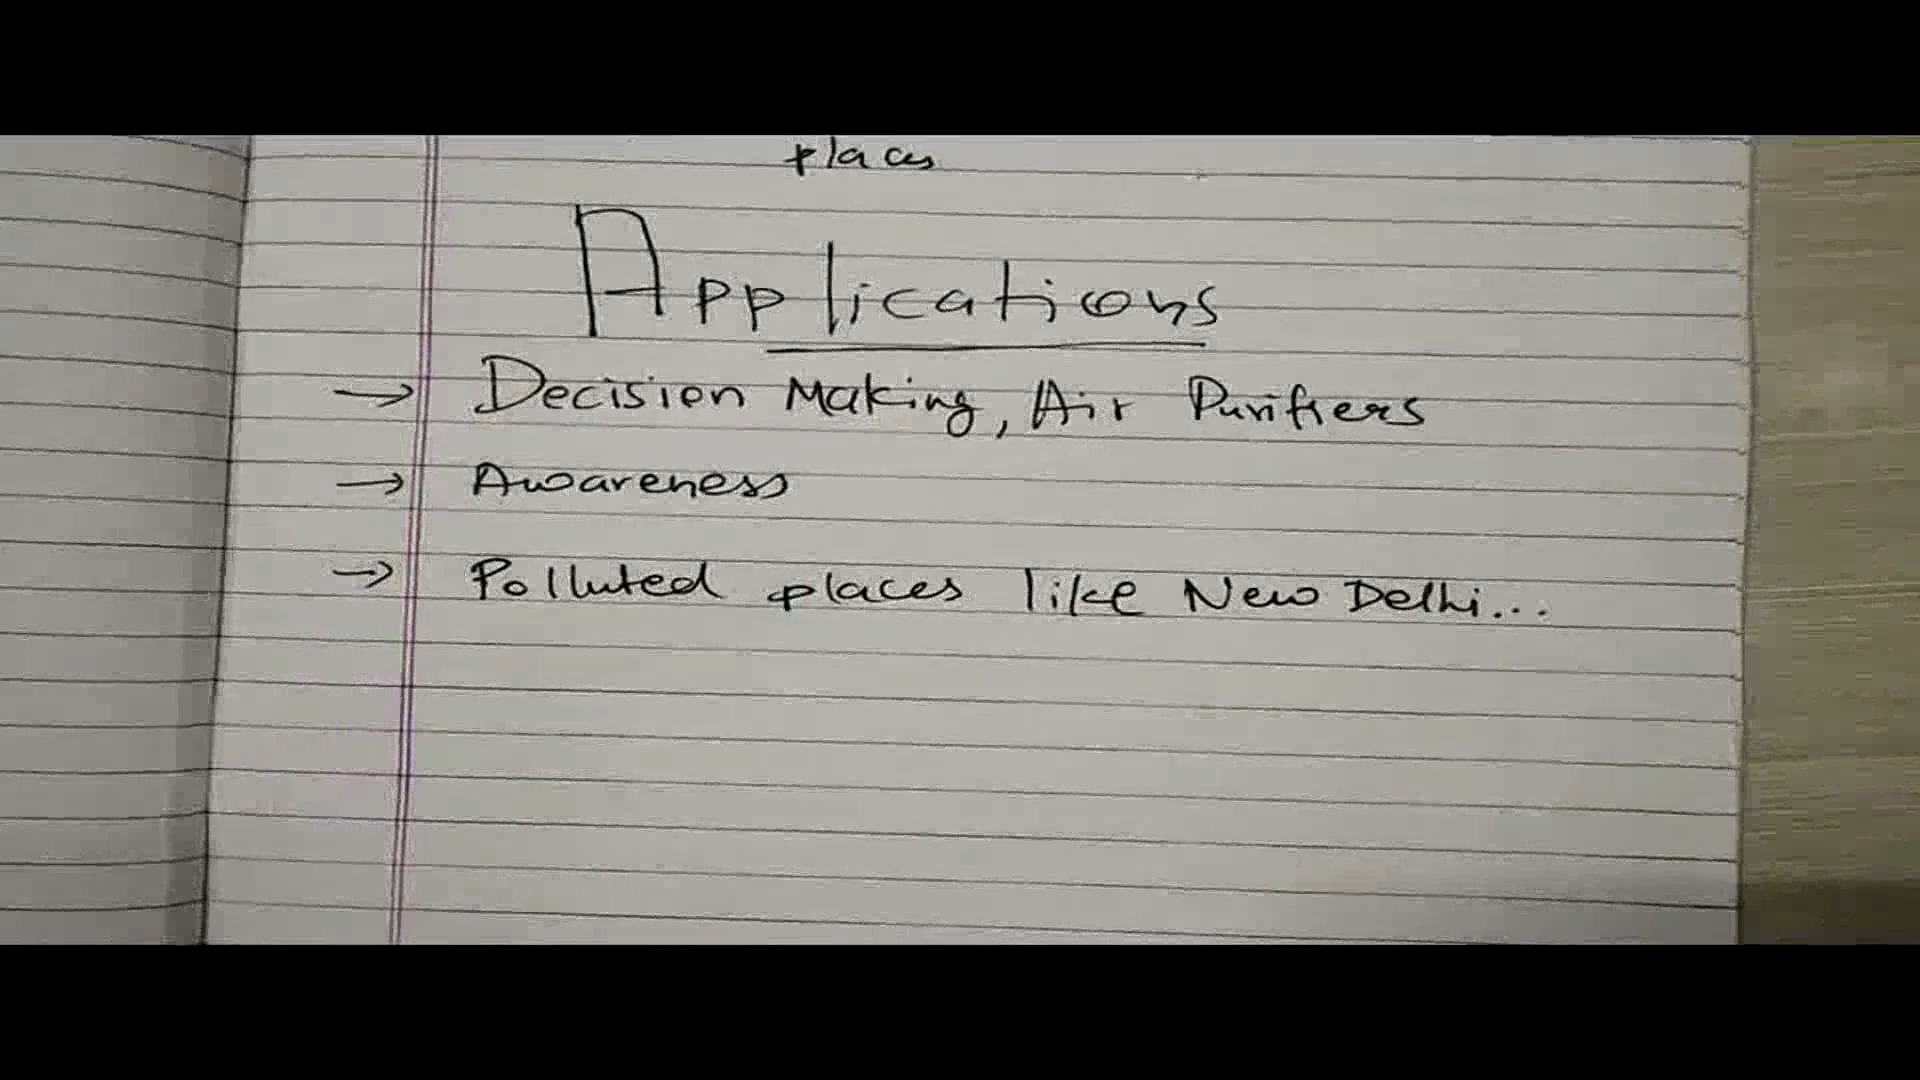 places
Applications
→ Decision Making, Air Purifiers
→ Awareness
→ Polluted places like New Delhi...